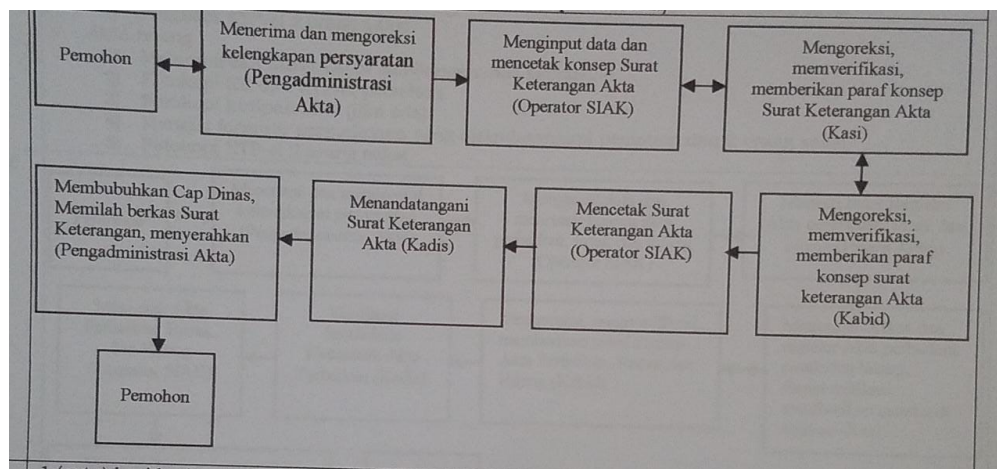 Pemohon
Menerima dan mengoreksi
kelengkapan persyaratan
(Pengadministrasi
Akta)
Menginput data dan
mencetak konsep Surat
Keterangan Akta
(Operator SIAK)
Mengoreksi,
memverifikasi,
memberikan paraf konsep
Surat Keterangan Akta
(Kasi)
Mengoreksi,
memverifikasi,
memberikan paraf
konsep surat
keterangan Akta
(Kabid)
Mencetak Surat
Keterangan Akta
(Operator SIAK)
Menandatangani
Surat Keterangan
Akta (Kadis)
Membubuhkan Cap Dinas,
Memilah berkas Surat
Keterangan, menyerahkan
(Pengadministrasi Akta)
Pemohon